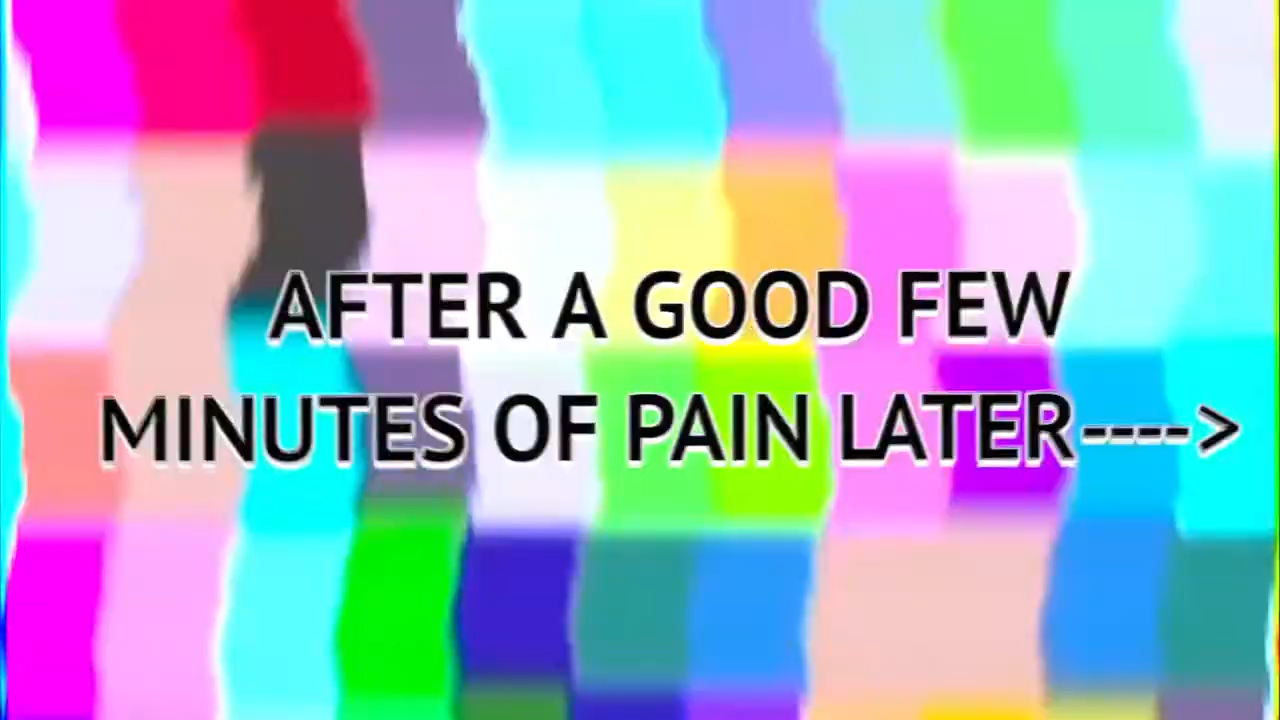 AFTER A GOOD FEW
MINUTES OF PAIN LATER---->